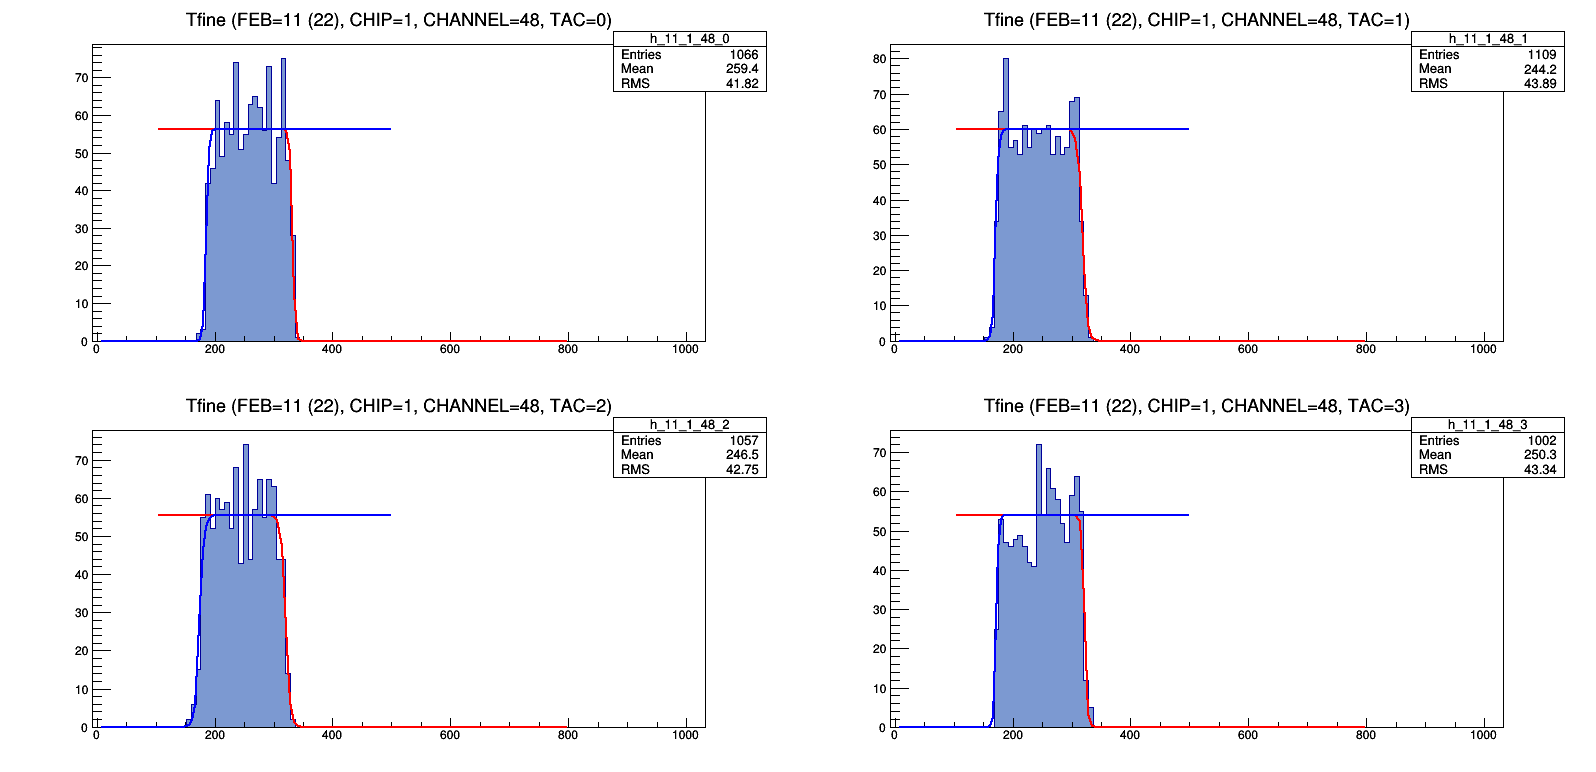 Tfine (FEB=11 (22), CHIP=1, CHANNEL=48, TAC=0)
h_11_1_48_0
Entries 1066
Mean 259.4
RMS 41.82
70
60
50
40
30
20
10
0
0 200 400 600 800 1000
Tfine (FEB=11 (22), CHIP=1, CHANNEL=48, TAC=1)
h_11_1_48_1
Entries 1109
Mean 244.2
RMS 43.89
80
70
60
50
40
30
20
10
0
0 200 400 600 800 1000
Tfine (FEB=11 (22), CHIP=1, CHANNEL=48, TAC=2)
h_11_1_48_2
Entries 1057
Mean 246.5
RMS 42.75
70
60
50
40
30
20
10
0
0 200 400 600 800 1000
Tfine (FEB=11 (22), CHIP=1, CHANNEL=48, TAC=3)
h_11_1_48_3
Entries 1002
Mean 250.3
RMS 43.34
70
60
50
40
30
20
10
0
0 200 400 600 800 1000